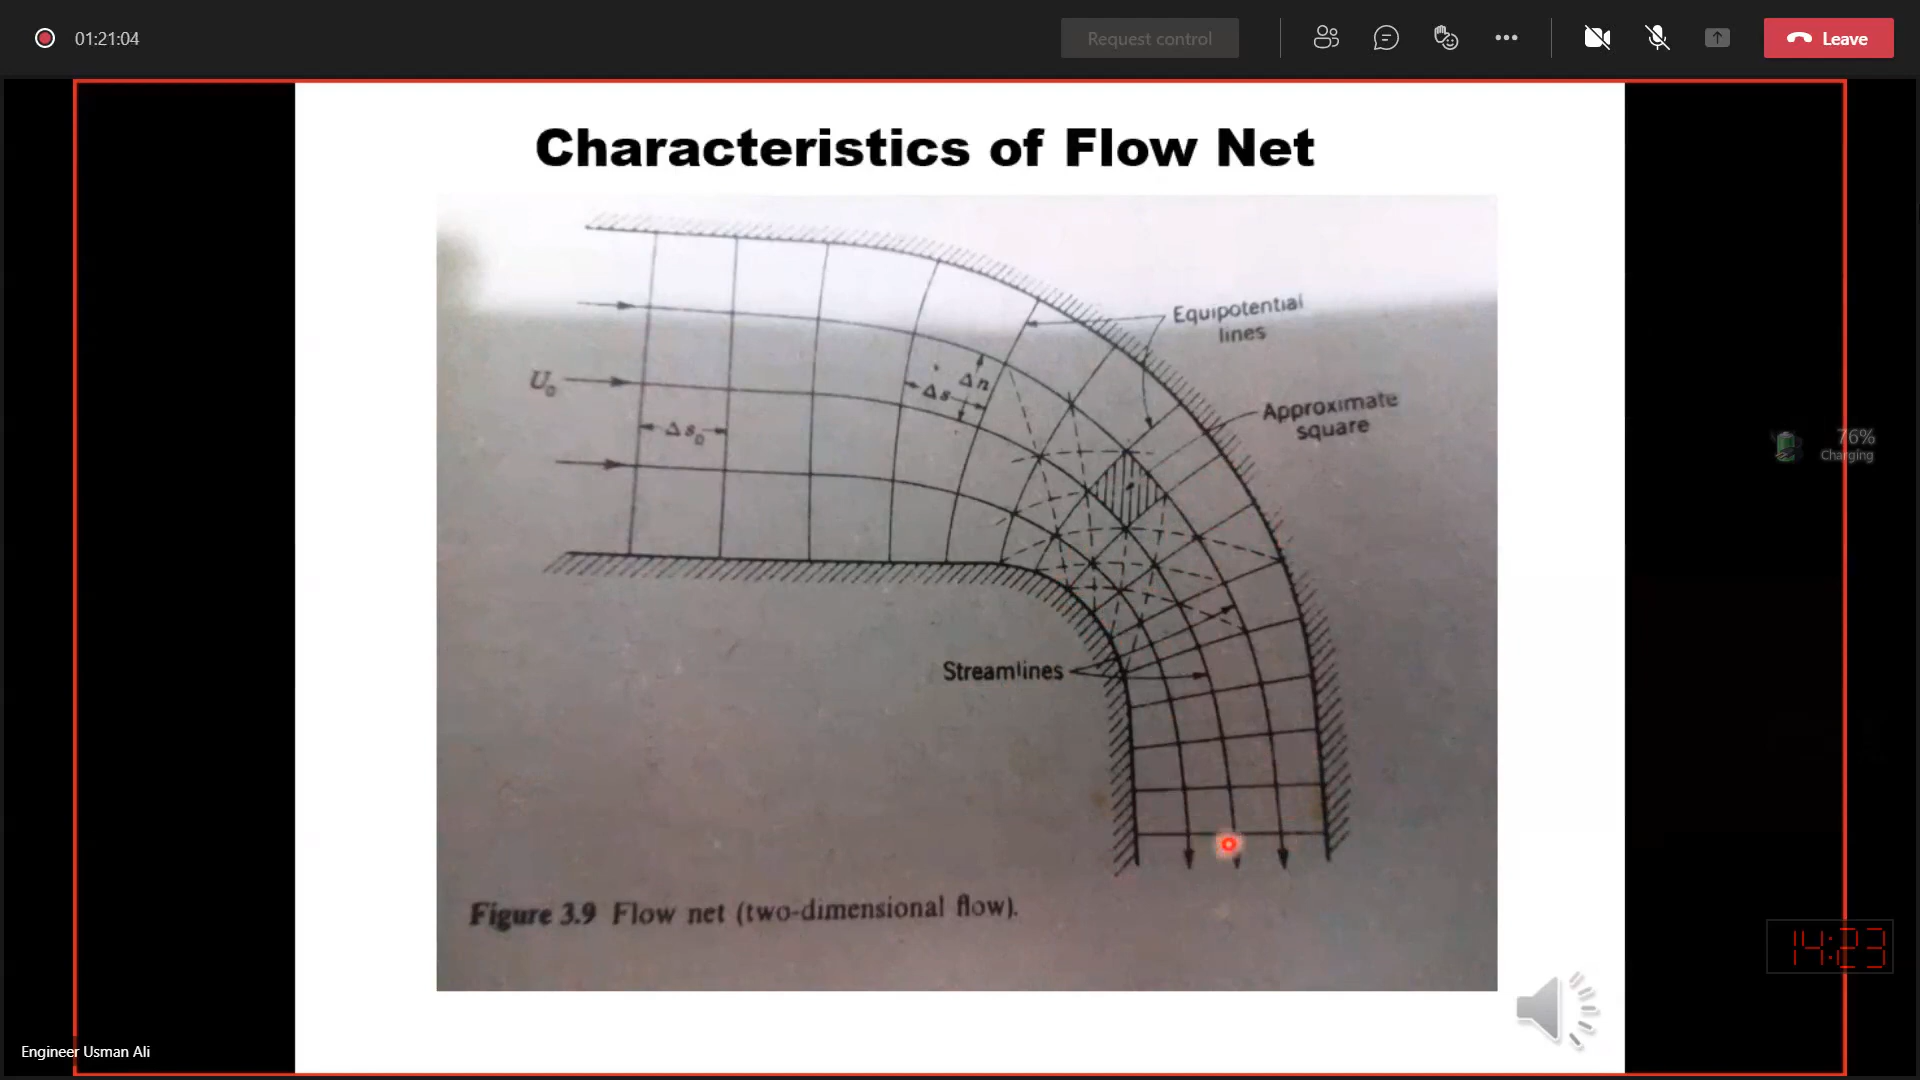 01:21:04
Request control
Leave
Characteristics of Flow Net
Equipotential
lines
U₀
Δn
Δs
Approximate
square
Δs₀
76%
Charging
Streamlines
Figure 3.9 Flow net (two-dimensional flow).
14:23
Engineer Usman Ali